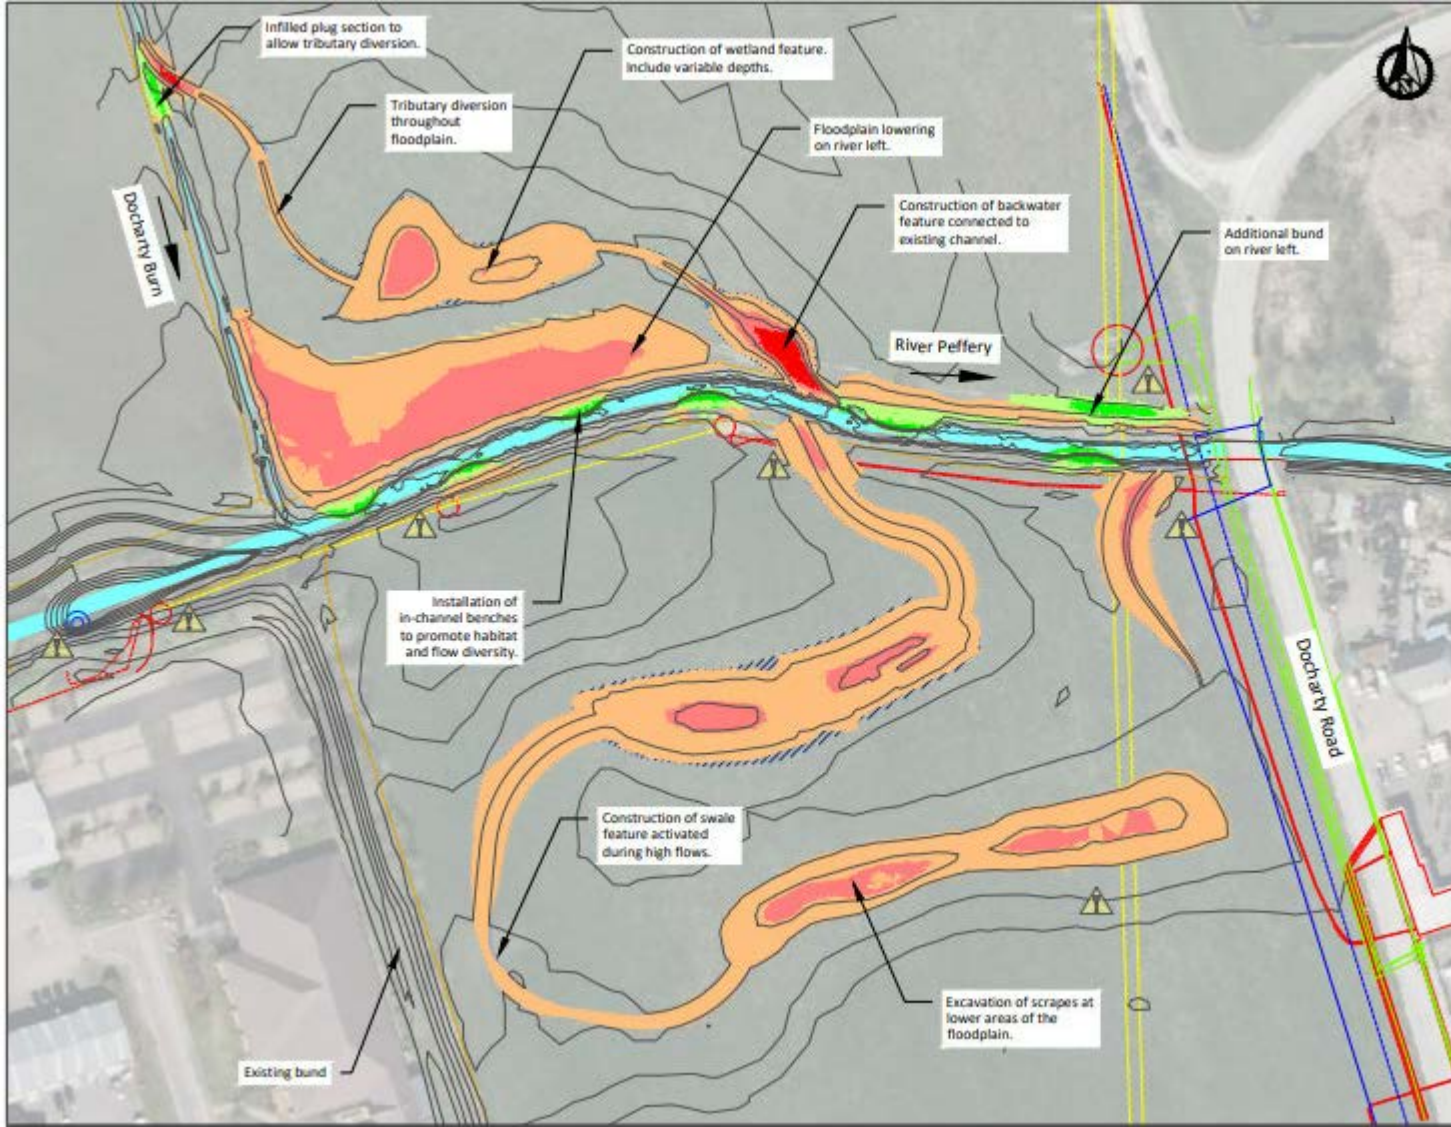 Infilled plug section to
allow tributary diversion.
Construction of wetland feature.
Include variable depths.
Tributary diversion
throughout
floodplain.
Floodplain lowering
on river left.
Construction of backwater
feature connected to
existing channel.
Additional bund
on river left.
Docharty Burn
River Peffery
Installation of
in-channel benches
to promote habitat
and flow diversity.
Docharty Road
Construction of swale
feature activated
during high flows.
Excavation of scrapes at
lower areas of the
floodplain.
Existing bund